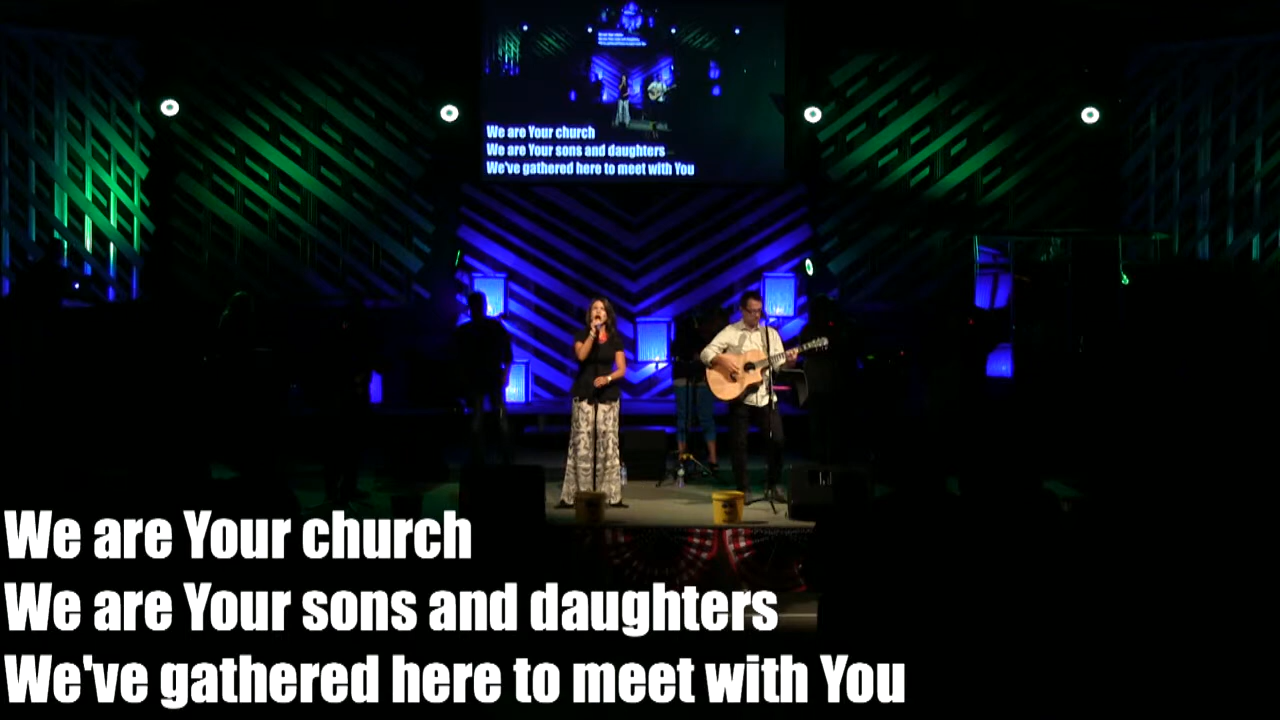 We are Your church
We are Your sons and daughters
We've gathered here to meet with You
We are Your church
We are Your sons and daughters
We've gathered here to meet with You